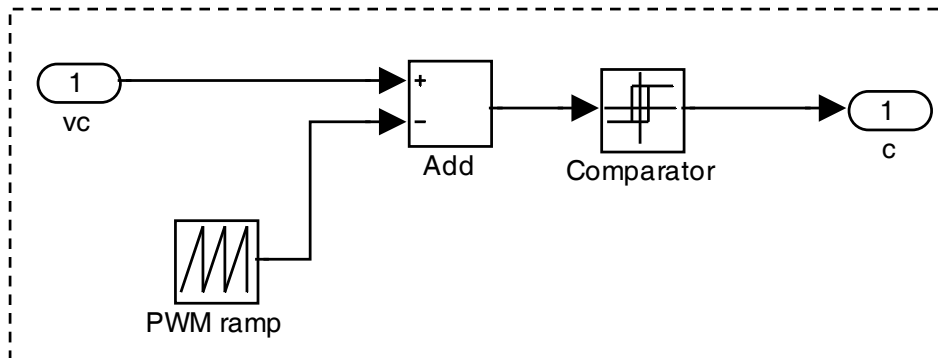 1
vc
+
−
Add
Comparator
1
c
PWM ramp